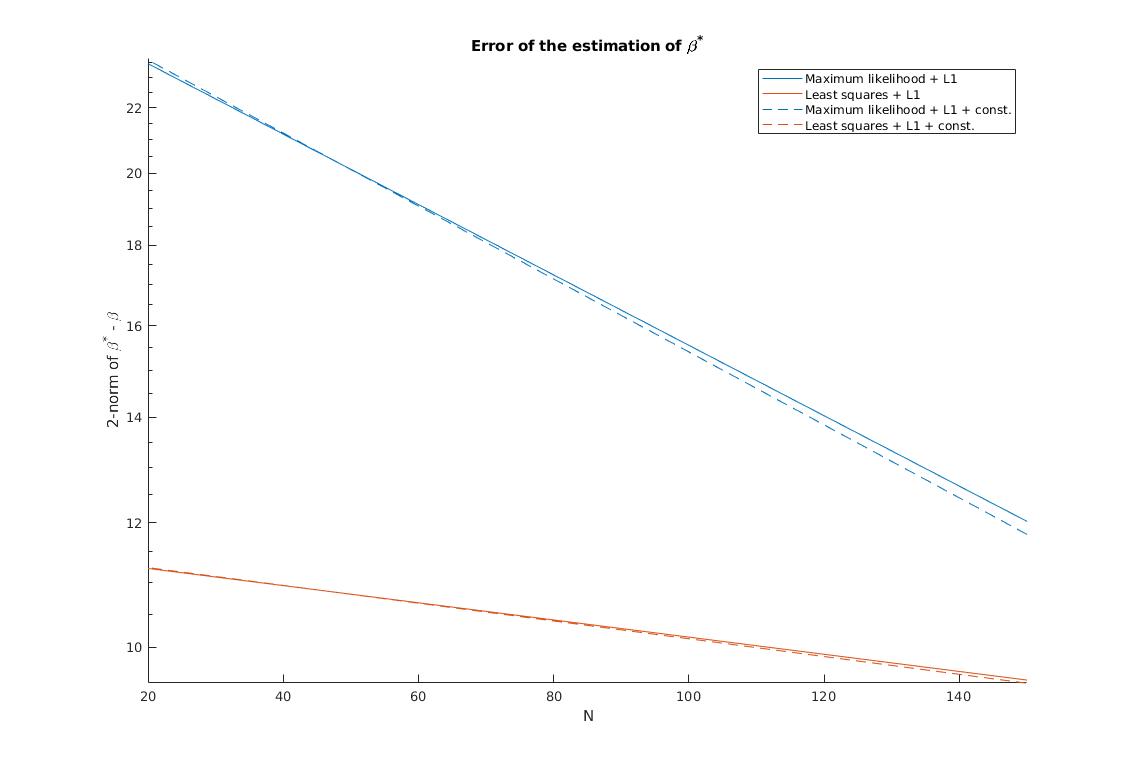 Error of the estimation of β*
Maximum likelihood + L1
Least squares + L1
Maximum likelihood + L1 + const.
Least squares + L1 + const.
2-norm of β* - β
22
20
18
16
14
12
10
20 40 60 80 100 120 140
N